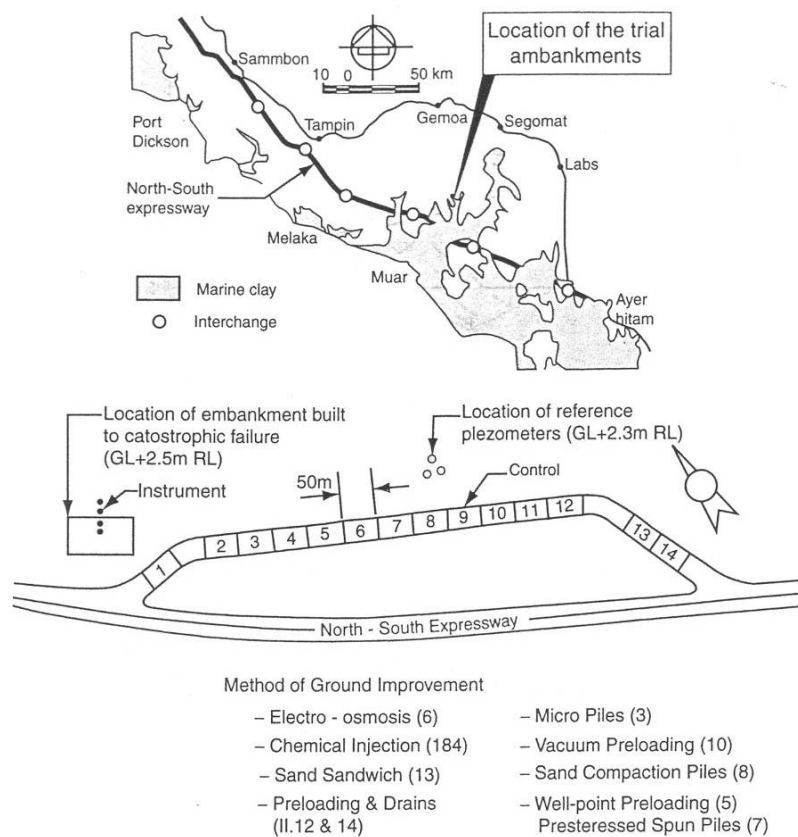 Location of the trial
ambankments
Sammbon
10 0 50 km
Port
Dickson
Tampin
Gemoa
Segomat
Labs
North-South
expressway
Melaka
Muar
Ayer
hitam
Marine clay
Interchange
Location of embankment built
to catostrophic failure
(GL+2.5m RL)
Instrument
Location of reference
plezometers (GL+2.3m RL)
50m
Control
1 2 3 4 5 6 7 8 9 10 11 12 13 14
North - South Expressway
Method of Ground Improvement
– Electro - osmosis (6)
– Chemical Injection (184)
– Sand Sandwich (13)
– Preloading & Drains
(II.12 & 14)
– Micro Piles (3)
– Vacuum Preloading (10)
– Sand Compaction Piles (8)
– Well-point Preloading (5)
Presteressed Spun Piles (7)